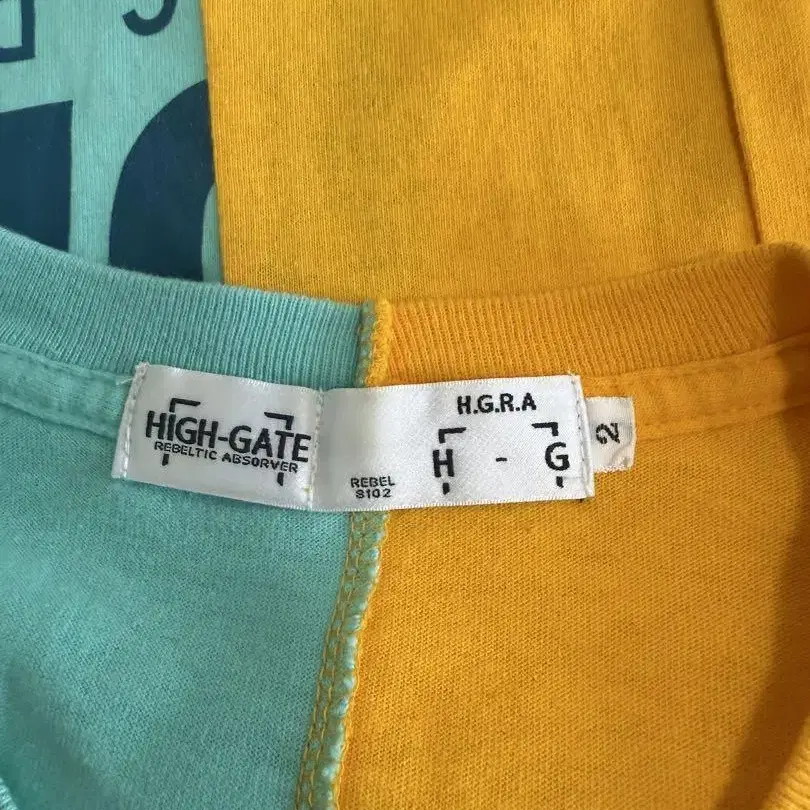 HIGH-GATE
REBELTIC ABSORVER
H.G.R.A
H - G
REBEL
S102
2